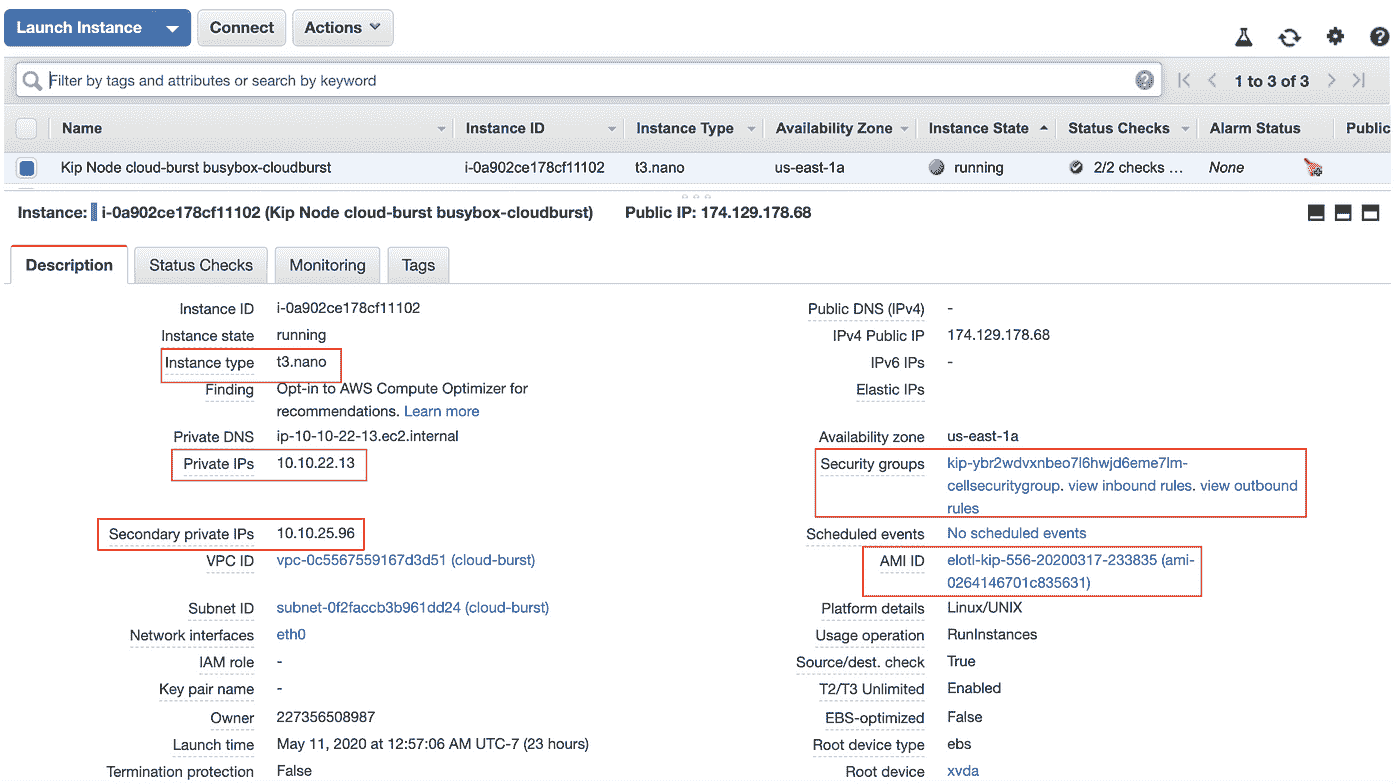 Launch Instance Connect Actions
Filter by tags and attributes or search by keyword 1 to 3 of 3
Name Instance ID Instance Type Availability Zone Instance State Status Checks Alarm Status Public
Kip Node cloud-burst busybox-cloudburst i-0a902ce178cf11102 t3.nano us-east-1a running 2/2 checks ... None
Instance: i-0a902ce178cf11102 (Kip Node cloud-burst busybox-cloudburst) Public IP: 174.129.178.68
Description Status Checks Monitoring Tags
Instance ID i-0a902ce178cf11102
Instance state running
Instance type t3.nano
Finding Opt-in to AWS Compute Optimizer for
recommendations. Learn more
Private DNS ip-10-10-22-13.ec2.internal
Private IPs 10.10.22.13
Secondary private IPs 10.10.25.96
VPC ID vpc-0c5567559167d3d51 (cloud-burst)
Subnet ID subnet-0f2faccb3b961dd24 (cloud-burst)
Network interfaces eth0
IAM role -
Key pair name -
Owner 227356508987
Launch time May 11, 2020 at 12:57:06 AM UTC-7 (23 hours)
Termination protection False
Public DNS (IPv4) -
IPv4 Public IP 174.129.178.68
IPv6 IPs -
Elastic IPs
Availability zone us-east-1a
Security groups kip-ybr2wdvxnbeo7l6hwjd6eme7lm-
cellsecuritygroup. view inbound rules. view outbound
rules
Scheduled events No scheduled events
AMI ID elotl-kip-556-20200317-233835 (ami-
0264146701c835631)
Platform details Linux/UNIX
Usage operation RunInstances
Source/dest. check True
T2/T3 Unlimited Enabled
EBS-optimized False
Root device type ebs
Root device xvda